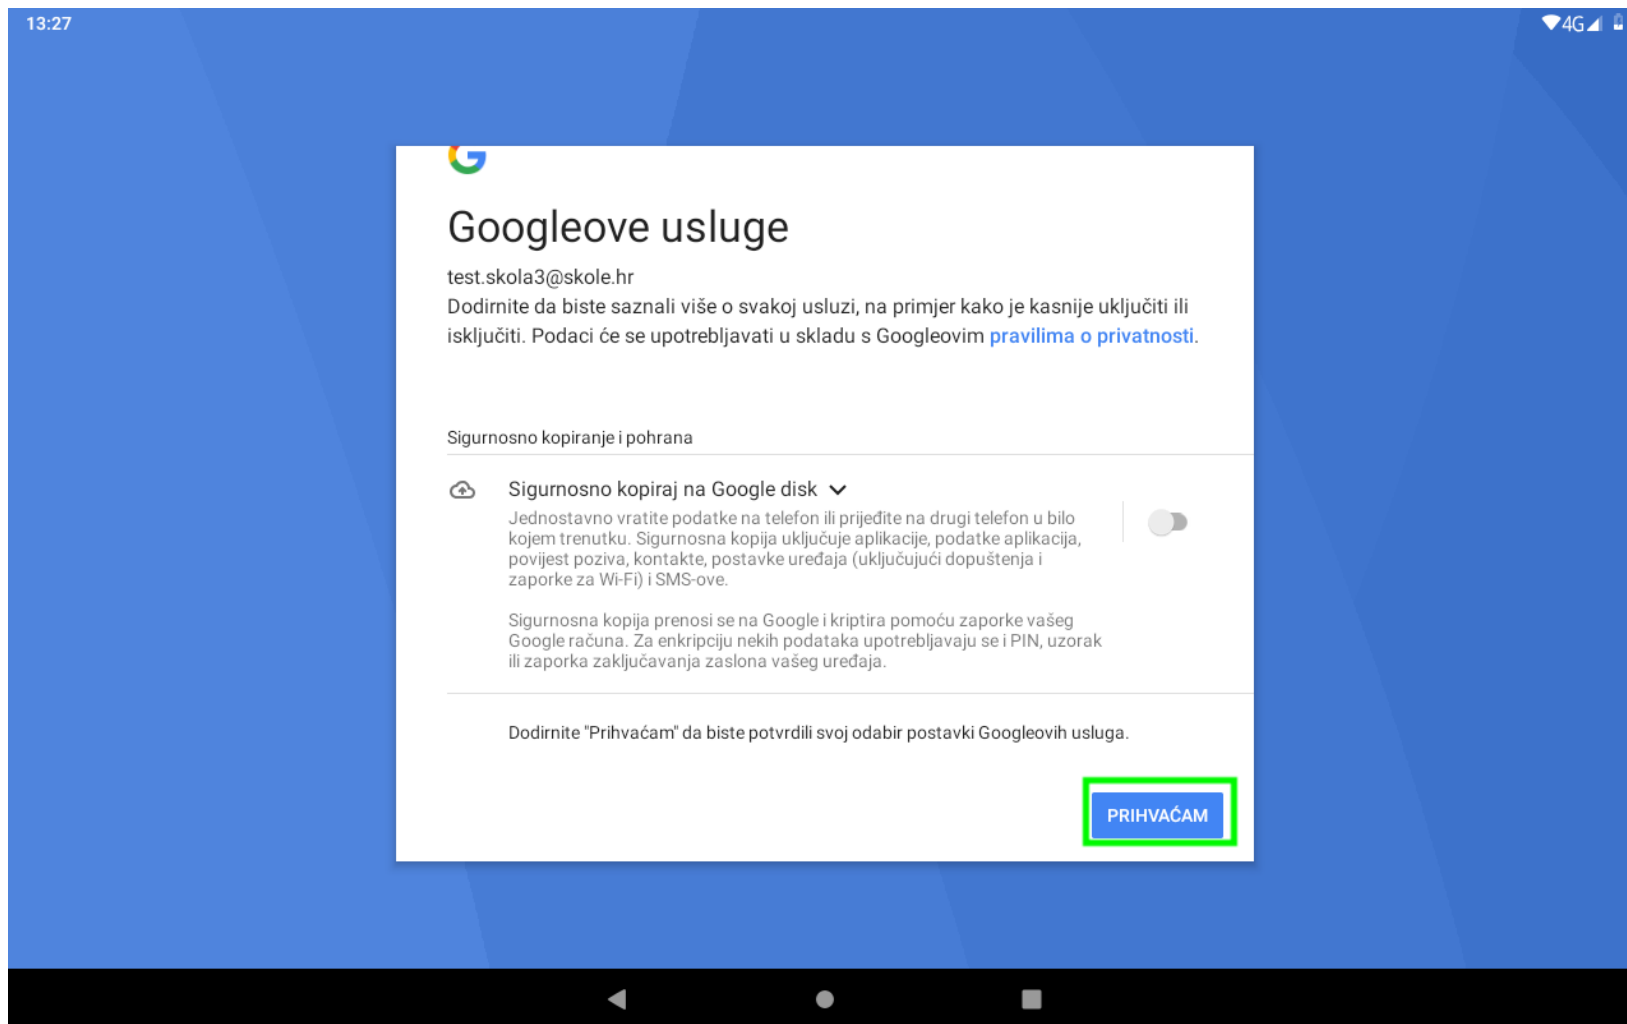 13:27
4G
Googleove usluge
test.skola3@skole.hr
Dodirnite da biste saznali više o svakoj usluzi, na primjer kako je kasnije uključiti ili
isključiti. Podaci će se upotrebljavati u skladu s Googleovim pravilima o privatnosti.
Sigurnosno kopiranje i pohrana
Sigurnosno kopiraj na Google disk
Jednostavno vratite podatke na telefon ili prijeđite na drugi telefon u bilo
kojem trenutku. Sigurnosna kopija uključuje aplikacije, podatke aplikacija,
povijest poziva, kontakte, postavke uređaja (uključujući dopuštenja i
zaporke za Wi-Fi) i SMS-ove.
Sigurnosna kopija prenosi se na Google i kriptira pomoću zaporke vašeg
Google računa. Za enkripciju nekih podataka upotrebljavaju se i PIN, uzorak
ili zaporka zaključavanja zaslona vašeg uređaja.
Dodirnite "Prihvaćam" da biste potvrdili svoj odabir postavki Googleovih usluga.
PRIHVAĆAM